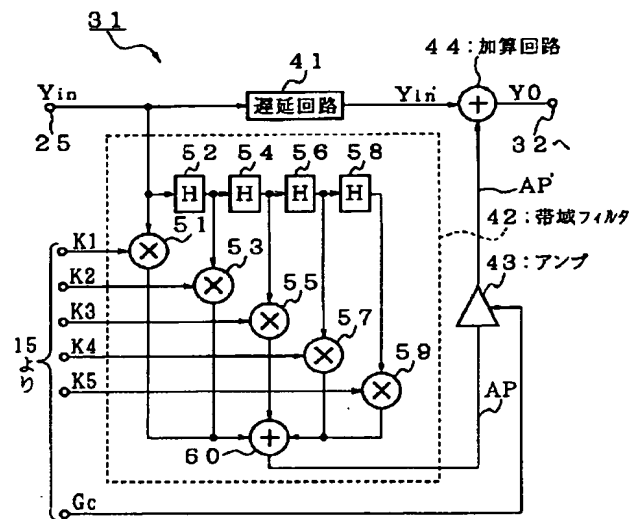 31
44:加算回路
41
Yin
遅延回路
Yin'
+
Y0
25
32へ
52
54
56
58
H
H
H
H
AP'
42:帯域フィルタ
K1
×
51
43:アンプ
K2
×
53
K3
×
55
15より
K4
×
57
K5
×
59
AP
+
60
Gc